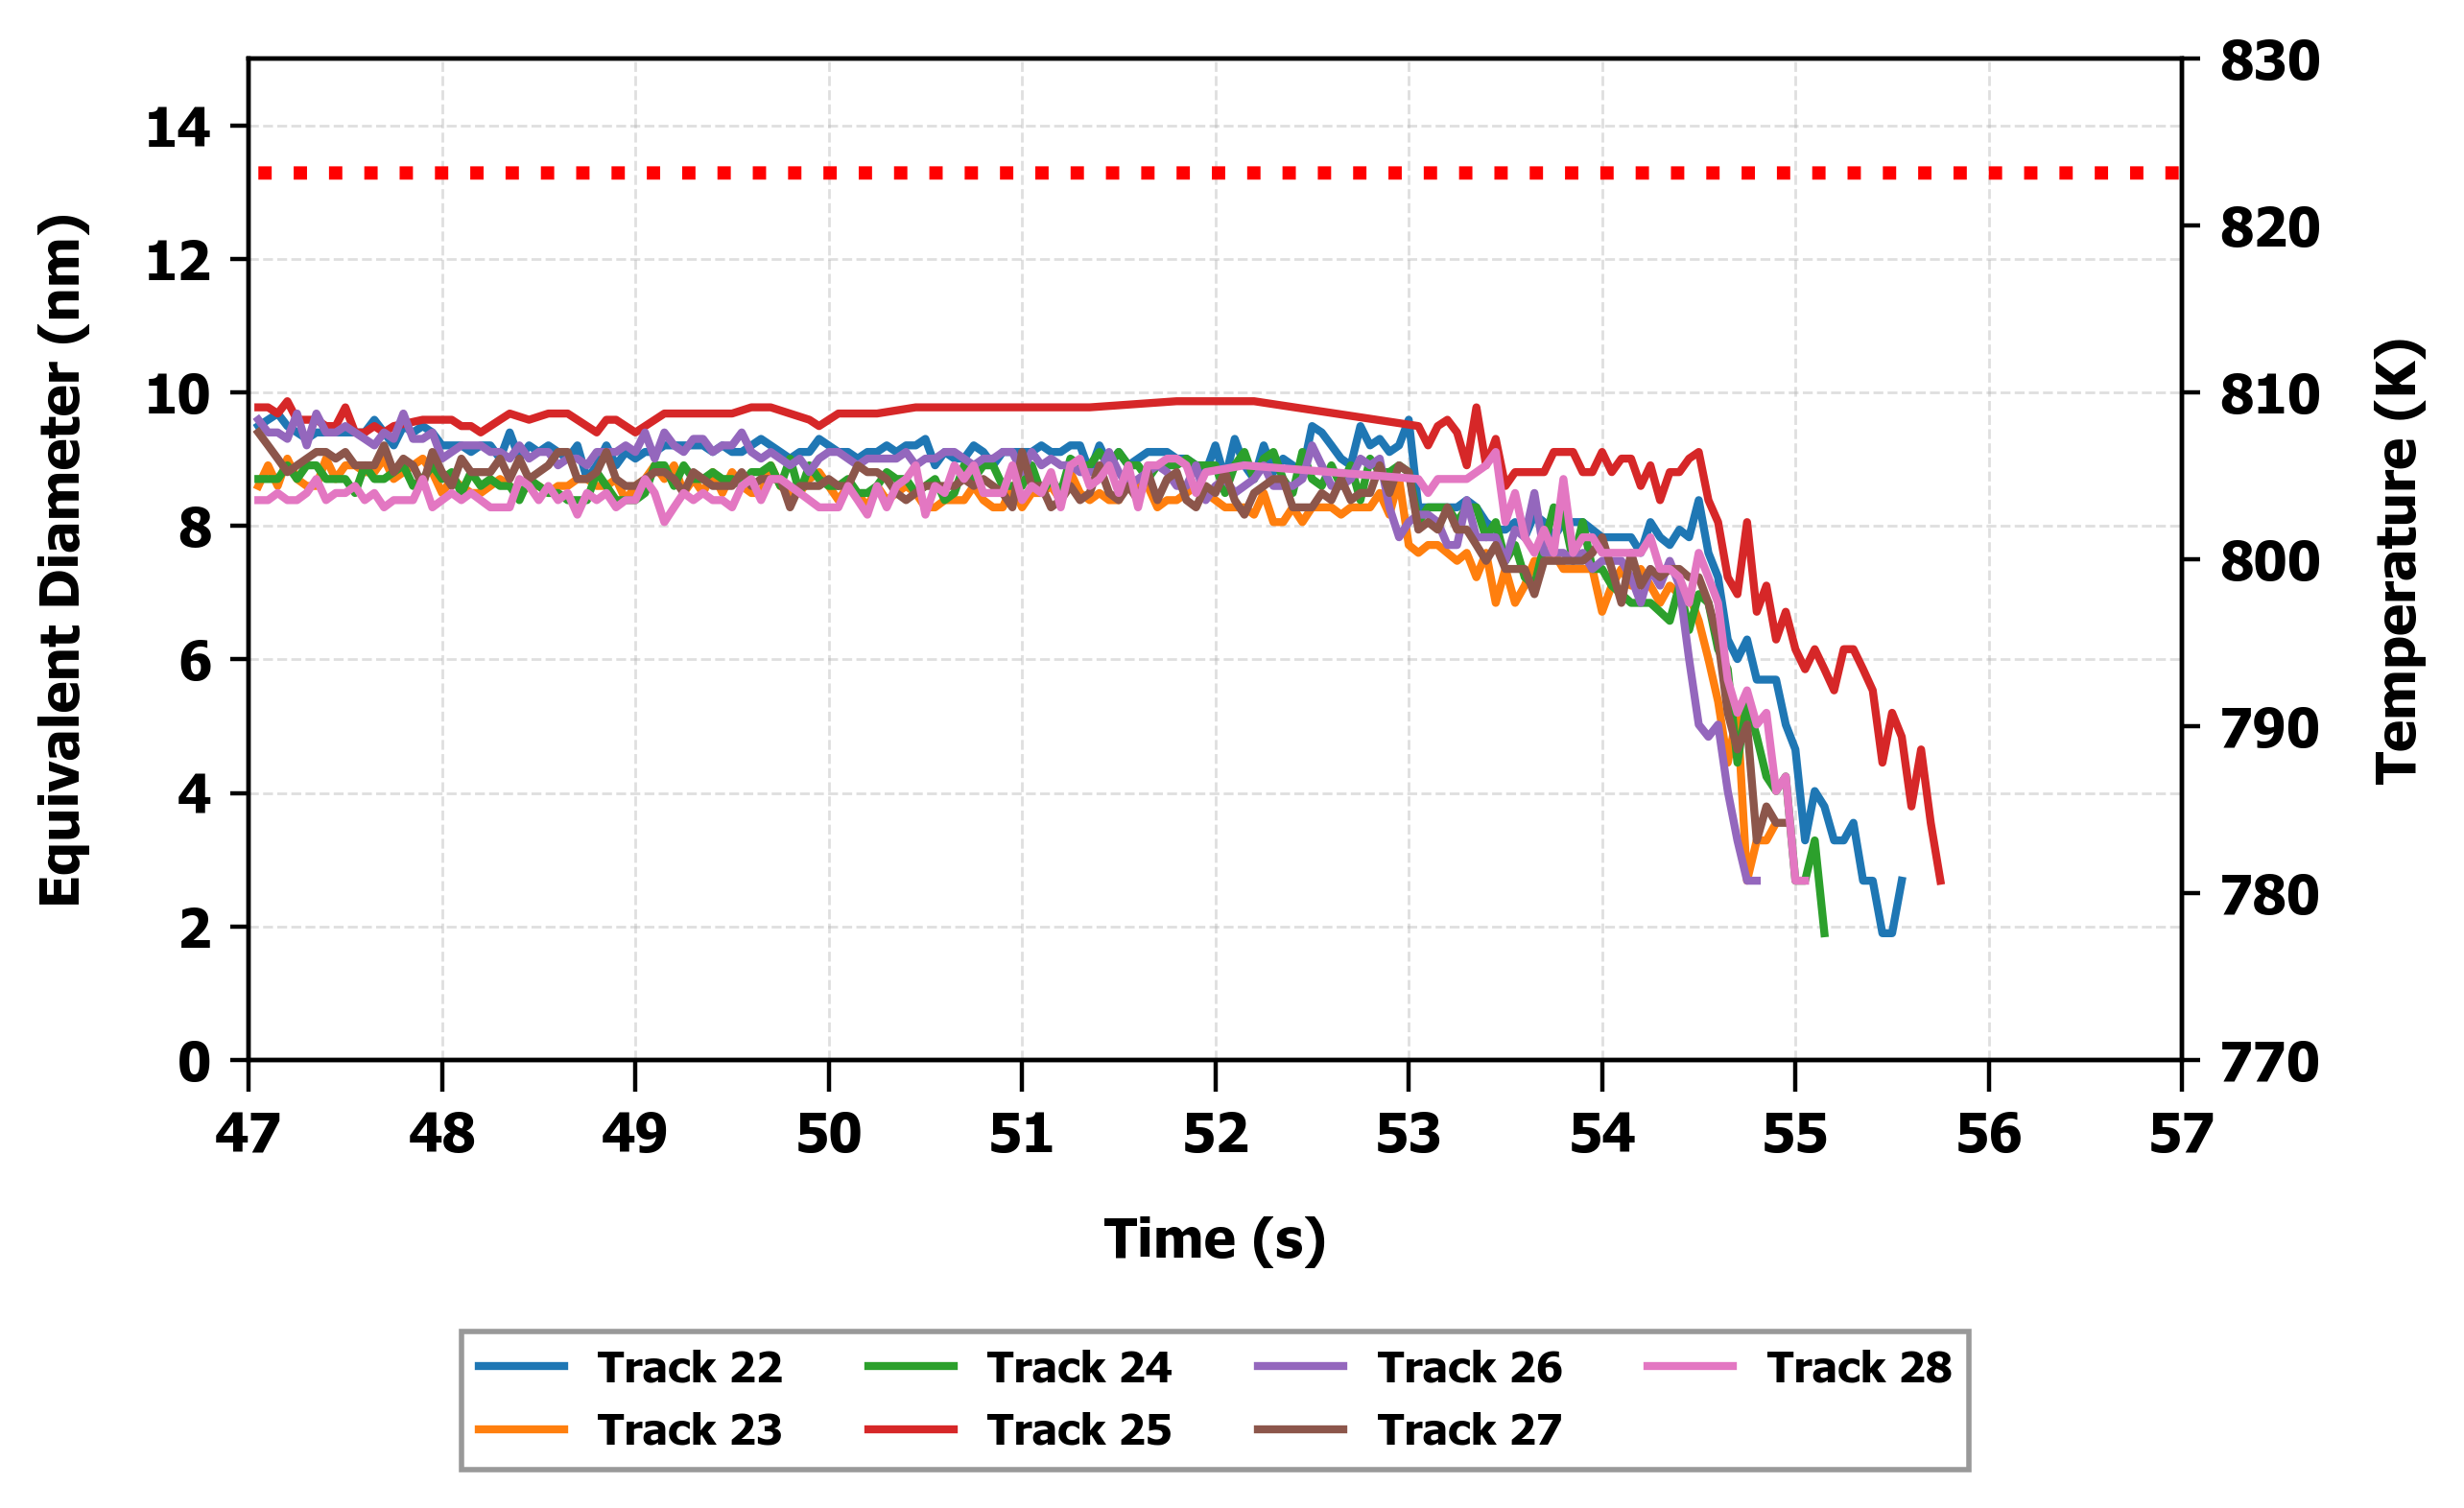 Equivalent Diameter (nm)
14
12
10
8
6
4
2
0
830
820
810
800
790
780
770
Temperature (K)
47 48 49 50 51 52 53 54 55 56 57
Time (s)
Track 22 Track 24 Track 26 Track 28
Track 23 Track 25 Track 27